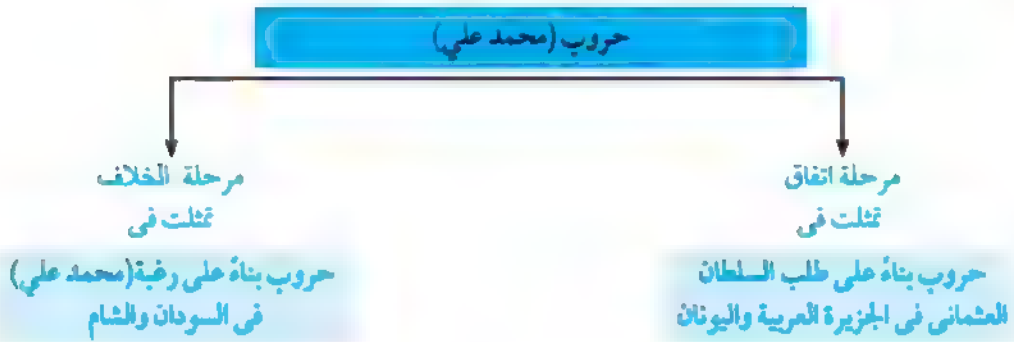 حروب (محمد علي)
مرحلة اتفاق
تمثلت فى
حروب بناءً على طلب السلطان
العثمانى فى الجزيرة العربية واليونان
مرحلة الخلاف
تمثلت فى
حروب بناءً على رغبة (محمد علي)
فى السودان والشام